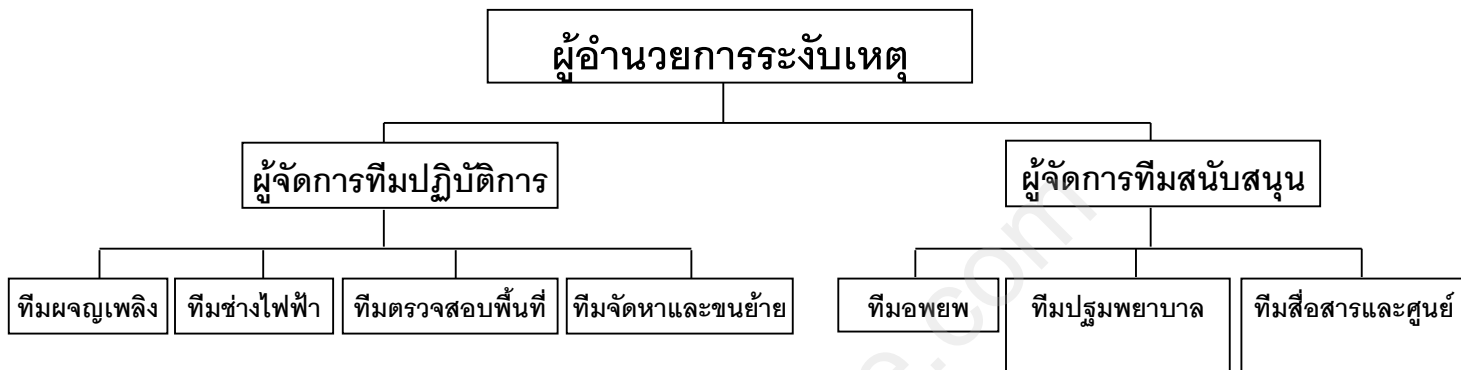 ผู้อำนวยการระงับเหตุ
ผู้จัดการทีมปฏิบัติการ
ผู้จัดการทีมสนับสนุน
ทีมผจญเพลิง
ทีมช่างไฟฟ้า
ทีมตรวจสอบพื้นที่
ทีมจัดหาและขนย้าย
ทีมอพยพ
ทีมปฐมพยาบาล
ทีมสื่อสารและศูนย์
e.com